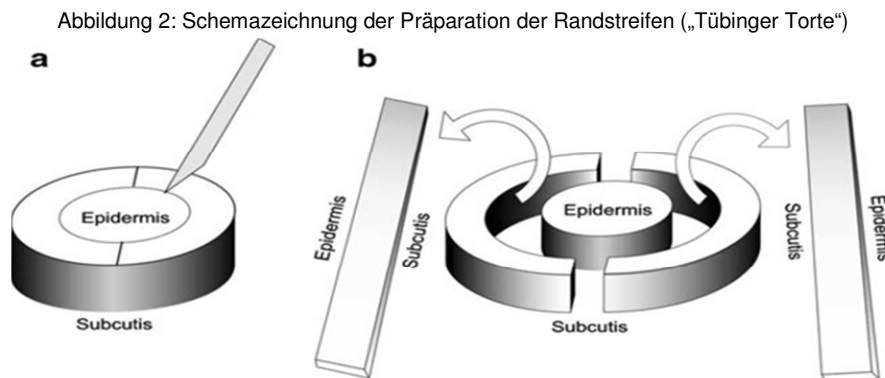 Abbildung 2: Schemazeichnung der Präparation der Randstreifen („Tübinger Torte“)
a
Epidermis
Subcutis
b
Epidermis
Subcutis
Epidermis
Subcutis
Subcutis
Epidermis